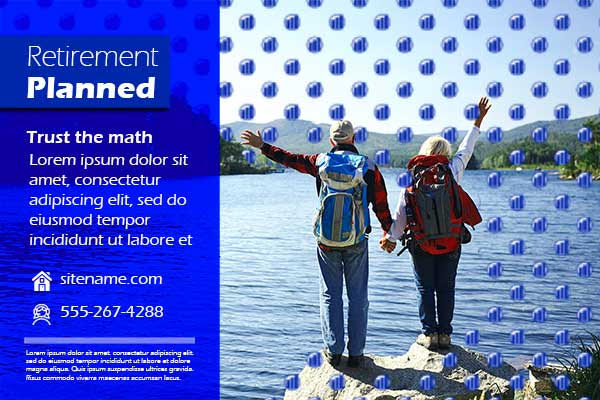 Retirement
Planned
Trust the math
Lorem ipsum dolor sit
amet, consectetur
adipiscing elit, sed do
eiusmod tempor
incididunt ut labore et
sitename.com
555-267-4288
Lorem ipsum dolor sit amet, consectetur adipiscing elit, sed do
eiusmod tempor incididunt ut labore et dolore magna
aliqua. Quis ipsum suspendisse ultrices gravida.
Risus commodo viverra maecenas accumsan lacus.